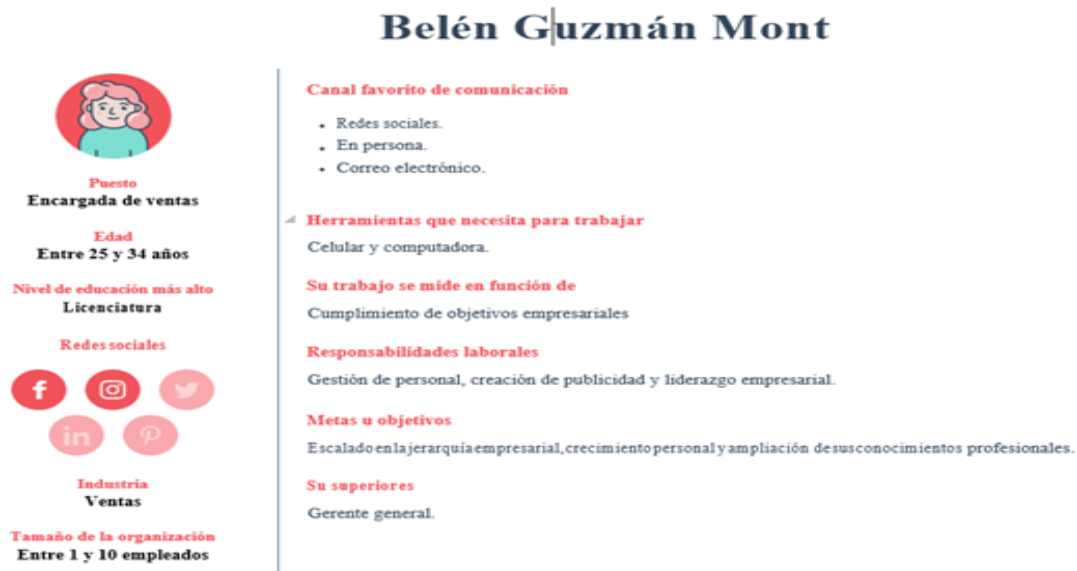 Belén Guzmán Mont
Puesto
Encargada de ventas
Edad
Entre 25 y 34 años
Nivel de educación más alto
Licenciatura
Redes sociales
f
in
Industria
Ventas
Tamaño de la organización
Entre 1 y 10 empleados
Canal favorito de comunicación
• Redes sociales.
• En persona.
• Correo electrónico.
Herramientas que necesita para trabajar
Celular y computadora.
Su trabajo se mide en función de
Cumplimiento de objetivos empresariales
Responsabilidades laborales
Gestión de personal, creación de publicidad y liderazgo empresarial.
Metas u objetivos
Escalado en la jerarquía empresarial, crecimiento personal y ampliación de sus conocimientos profesionales.
Su superiores
Gerente general.